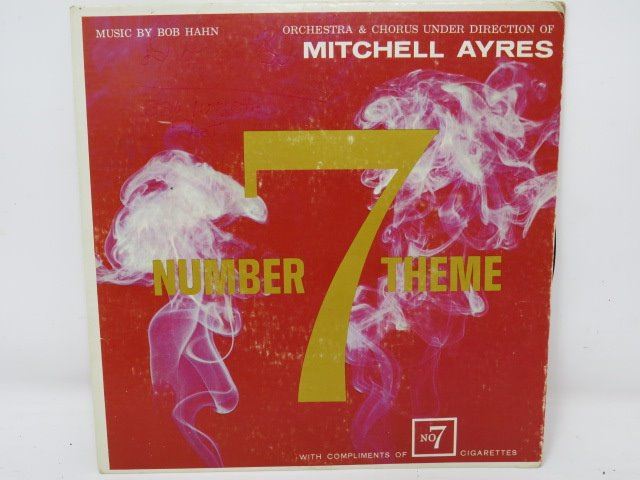 MUSIC BY BOB HAHN
ORCHESTRA & CHORUS UNDER DIRECTION OF
MITCHELL AYRES
NUMBER 7 THEME
WITH COMPLIMENTS OF NO7 CIGARETTES